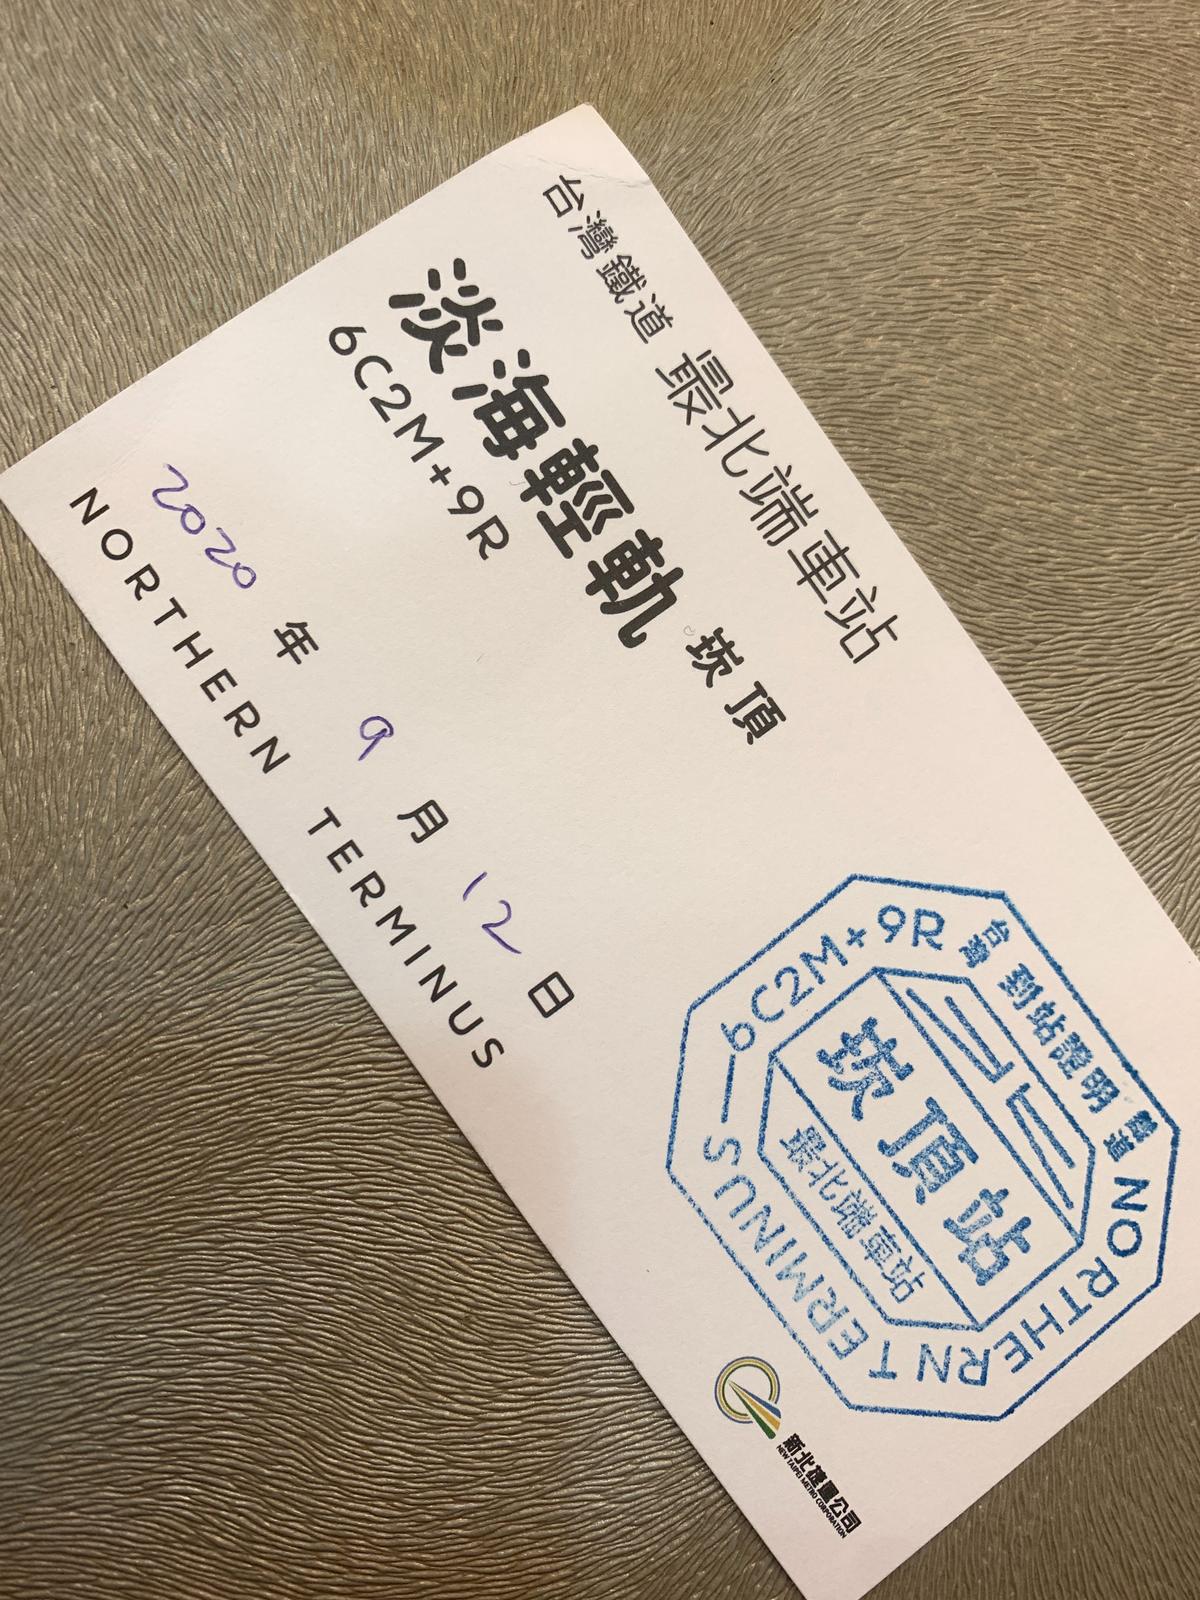 台灣鐵道 最北端車站
淡海輕軌 崁頂
6C2M+9R
2020 年 9 月 12 日
NORTHERN TERMINUS
台灣 到站證明 鐵道
6C2M+9R
崁頂站
最北端車站
NORTHERN TERMINUS
新北捷運公司
NEW TAIPEI METRO CORPORATION